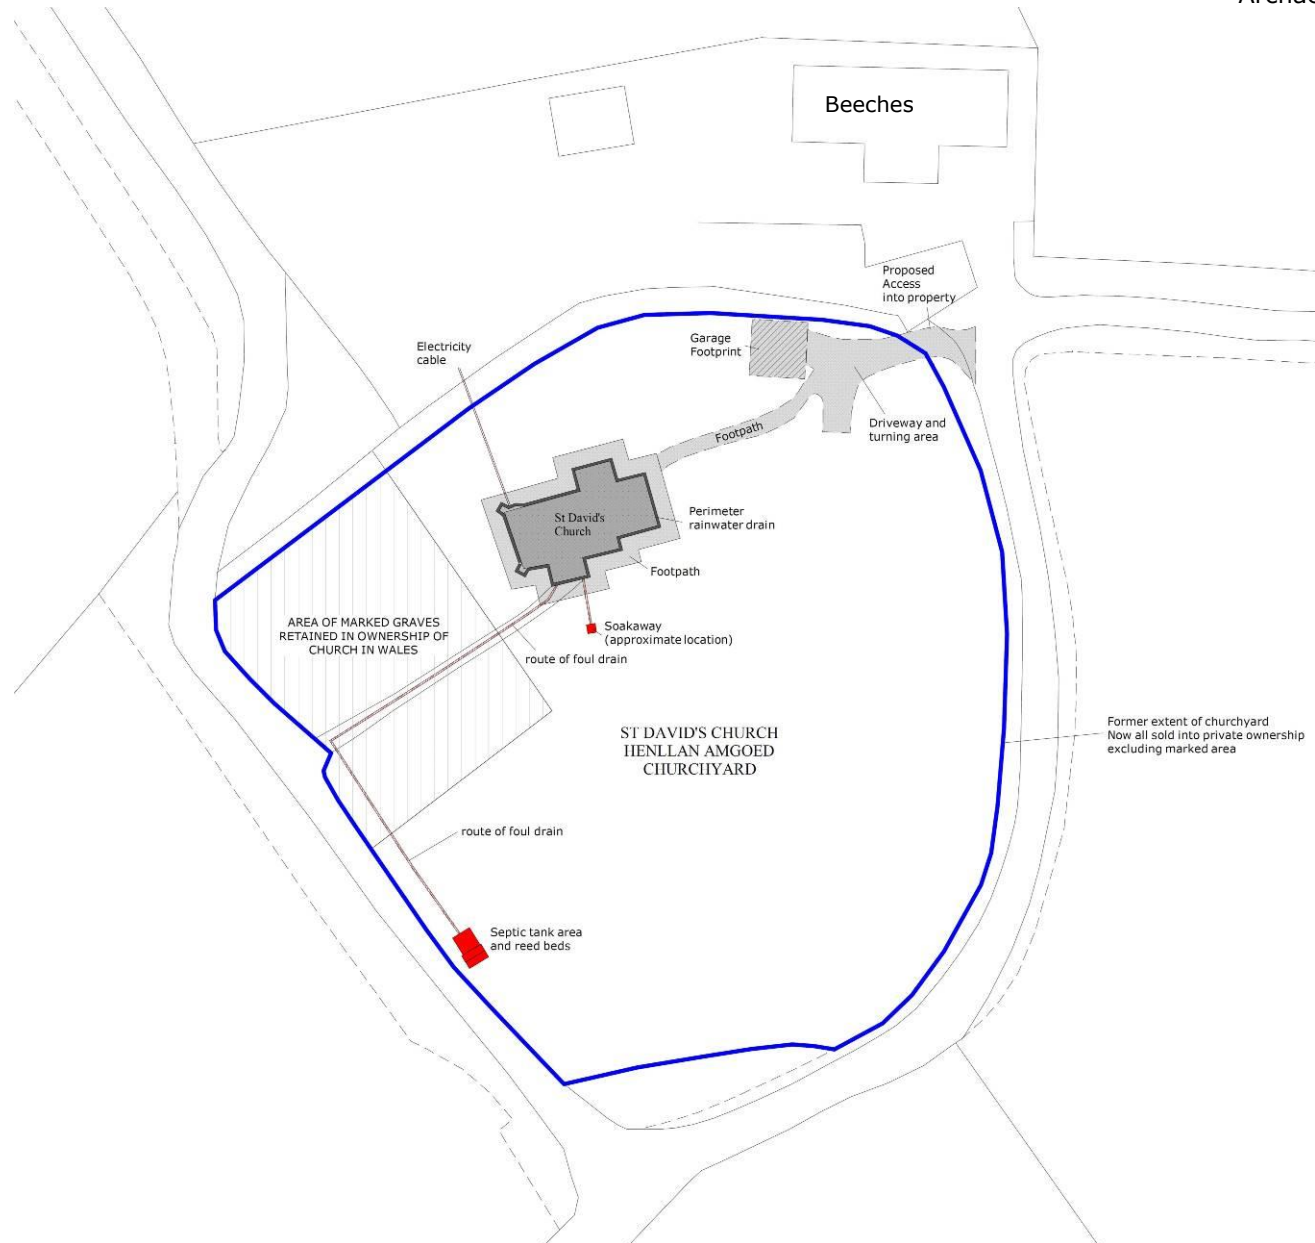 Beeches
Proposed
Access
into property
Garage
Footprint
Electricity
cable
Driveway and
turning area
Footpath
St David's
Church
Perimeter
rainwater drain
Footpath
AREA OF MARKED GRAVES
RETAINED IN OWNERSHIP OF
CHURCH IN WALES
Soakaway
(approximate location)
route of foul drain
ST DAVID'S CHURCH
HENLLAN AMGOED
CHURCHYARD
Former extent of churchyard
Now all sold into private ownership
excluding marked area
route of foul drain
Septic tank area
and reed beds